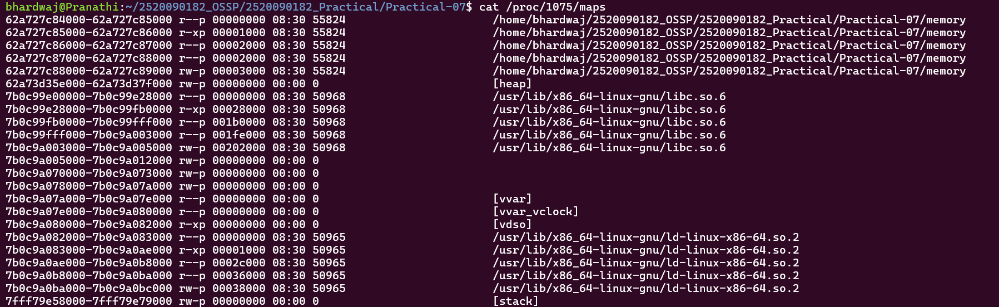 bhardwaj@Pranathi:~/2520090182_OSSP/2520090182_Practical/Practical-07$ cat /proc/1075/maps
62a727c84000-62a727c85000 r--p 00000000 08:30 55824                      /home/bhardwaj/2520090182_OSSP/2520090182_Practical/Practical-07/memory
62a727c85000-62a727c86000 r-xp 00001000 08:30 55824                      /home/bhardwaj/2520090182_OSSP/2520090182_Practical/Practical-07/memory
62a727c86000-62a727c87000 r--p 00002000 08:30 55824                      /home/bhardwaj/2520090182_OSSP/2520090182_Practical/Practical-07/memory
62a727c87000-62a727c88000 r--p 00002000 08:30 55824                      /home/bhardwaj/2520090182_OSSP/2520090182_Practical/Practical-07/memory
62a727c88000-62a727c89000 rw-p 00003000 08:30 55824                      /home/bhardwaj/2520090182_OSSP/2520090182_Practical/Practical-07/memory
62a73d35e000-62a73d37f000 rw-p 00000000 00:00 0                          [heap]
7b0c99e00000-7b0c99e28000 r--p 00000000 08:30 50968                      /usr/lib/x86_64-linux-gnu/libc.so.6
7b0c99e28000-7b0c99fb0000 r-xp 00028000 08:30 50968                      /usr/lib/x86_64-linux-gnu/libc.so.6
7b0c99fb0000-7b0c99fff000 r--p 001b0000 08:30 50968                      /usr/lib/x86_64-linux-gnu/libc.so.6
7b0c99fff000-7b0c9a003000 r--p 001fe000 08:30 50968                      /usr/lib/x86_64-linux-gnu/libc.so.6
7b0c9a003000-7b0c9a005000 rw-p 00202000 08:30 50968                      /usr/lib/x86_64-linux-gnu/libc.so.6
7b0c9a005000-7b0c9a012000 rw-p 00000000 00:00 0
7b0c9a070000-7b0c9a073000 rw-p 00000000 00:00 0
7b0c9a078000-7b0c9a07a000 rw-p 00000000 00:00 0
7b0c9a07a000-7b0c9a07e000 r--p 00000000 00:00 0                          [vvar]
7b0c9a07e000-7b0c9a080000 r--p 00000000 00:00 0                          [vvar_vclock]
7b0c9a080000-7b0c9a082000 r-xp 00000000 00:00 0                          [vdso]
7b0c9a082000-7b0c9a083000 r--p 00000000 08:30 50965                      /usr/lib/x86_64-linux-gnu/ld-linux-x86-64.so.2
7b0c9a083000-7b0c9a0ae000 r-xp 00001000 08:30 50965                      /usr/lib/x86_64-linux-gnu/ld-linux-x86-64.so.2
7b0c9a0ae000-7b0c9a0b8000 r--p 0002c000 08:30 50965                      /usr/lib/x86_64-linux-gnu/ld-linux-x86-64.so.2
7b0c9a0b8000-7b0c9a0ba000 r--p 00036000 08:30 50965                      /usr/lib/x86_64-linux-gnu/ld-linux-x86-64.so.2
7b0c9a0ba000-7b0c9a0bc000 rw-p 00038000 08:30 50965                      /usr/lib/x86_64-linux-gnu/ld-linux-x86-64.so.2
7fff79e58000-7fff79e79000 rw-p 00000000 00:00 0                          [stack]